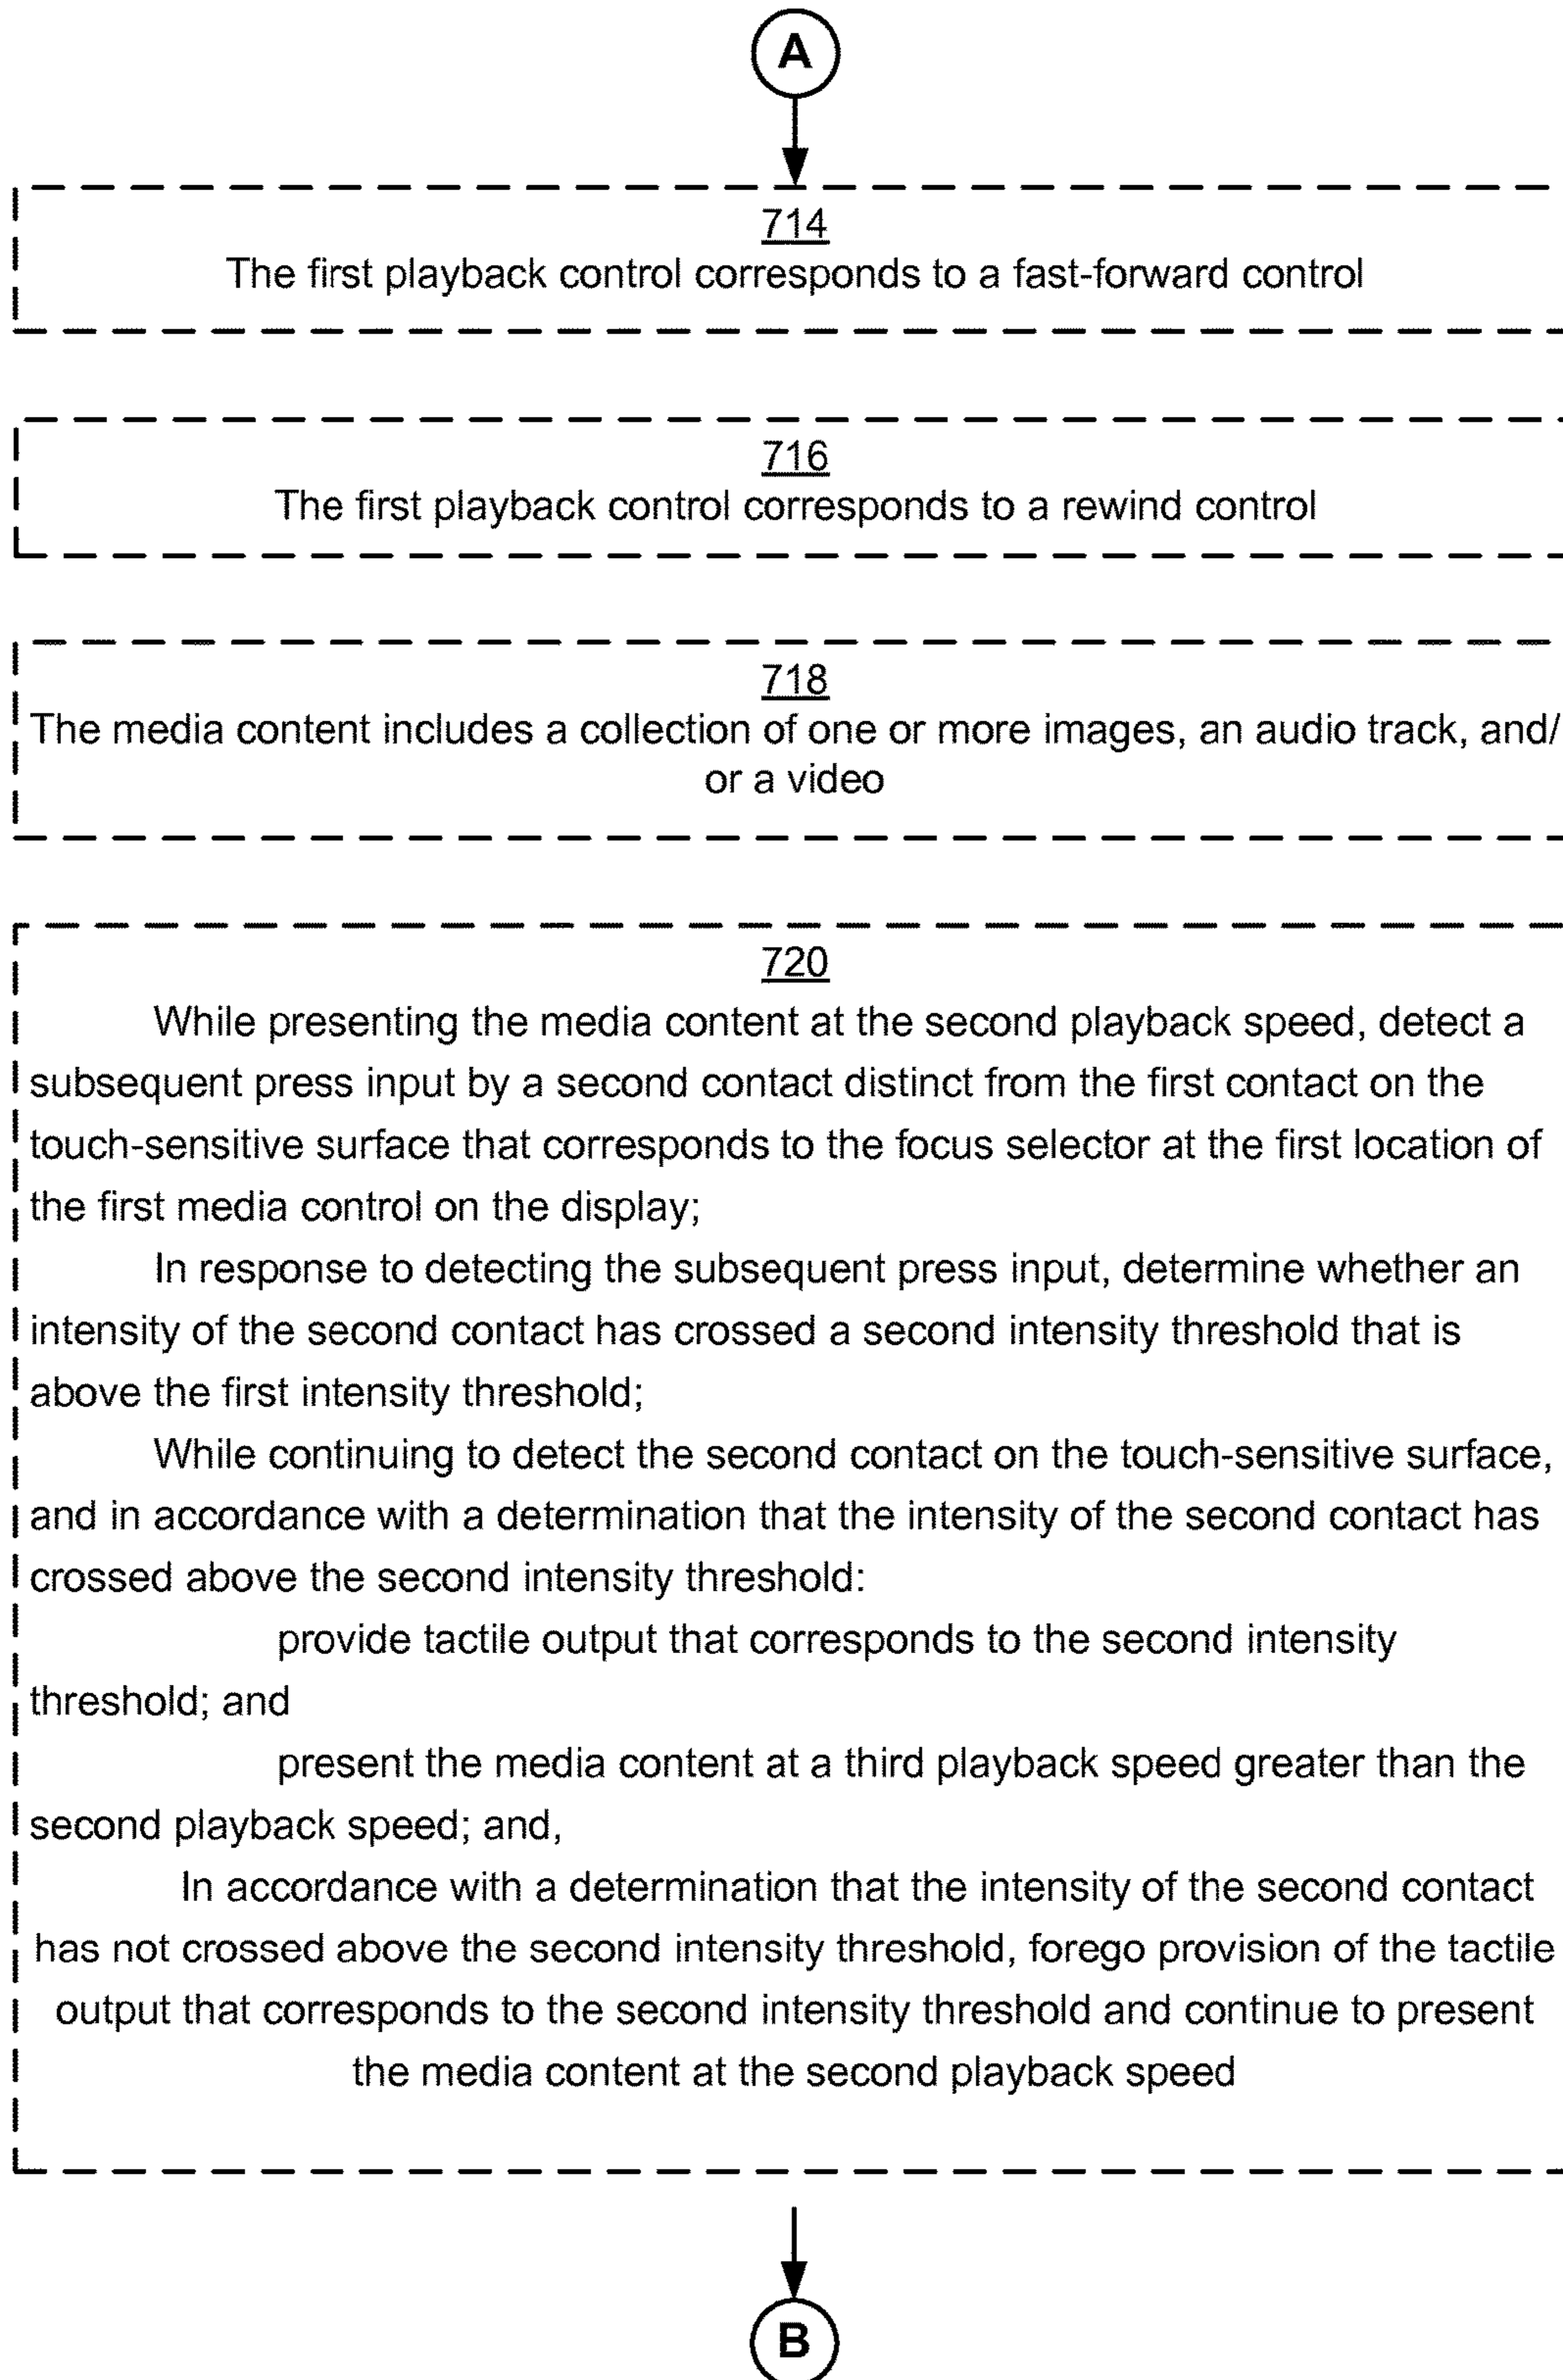 A
714
The first playback control corresponds to a fast-forward control
716
The first playback control corresponds to a rewind control
718
The media content includes a collection of one or more images, an audio track, and/
or a video
720
While presenting the media content at the second playback speed, detect a
subsequent press input by a second contact distinct from the first contact on the
touch-sensitive surface that corresponds to the focus selector at the first location of
the first media control on the display;
In response to detecting the subsequent press input, determine whether an
intensity of the second contact has crossed a second intensity threshold that is
above the first intensity threshold;
While continuing to detect the second contact on the touch-sensitive surface,
and in accordance with a determination that the intensity of the second contact has
crossed above the second intensity threshold:
provide tactile output that corresponds to the second intensity
threshold; and
present the media content at a third playback speed greater than the
second playback speed; and,
In accordance with a determination that the intensity of the second contact
has not crossed above the second intensity threshold, forego provision of the tactile
output that corresponds to the second intensity threshold and continue to present
the media content at the second playback speed
B